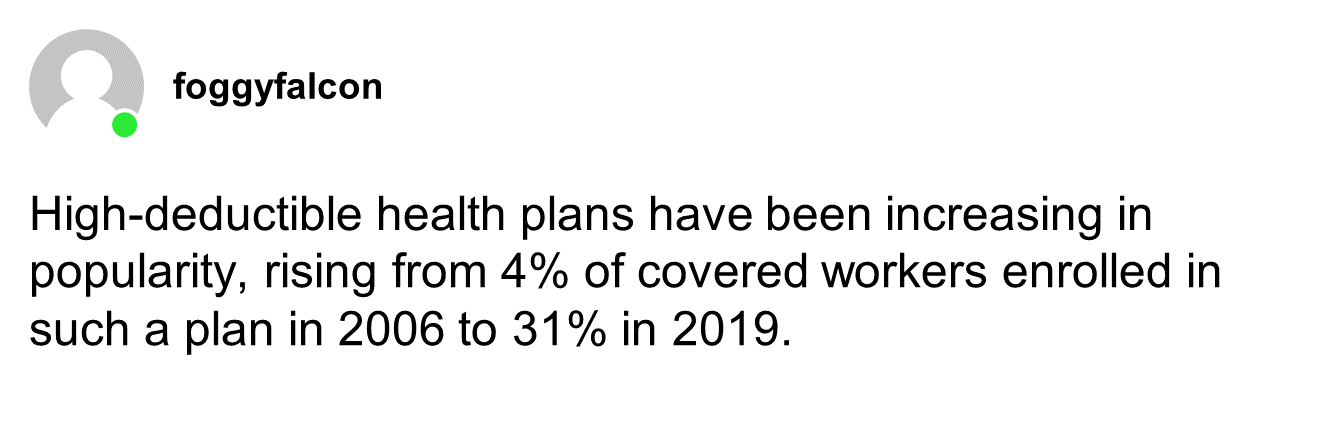 foggyfalcon
High-deductible health plans have been increasing in
popularity, rising from 4% of covered workers enrolled in
such a plan in 2006 to 31% in 2019.